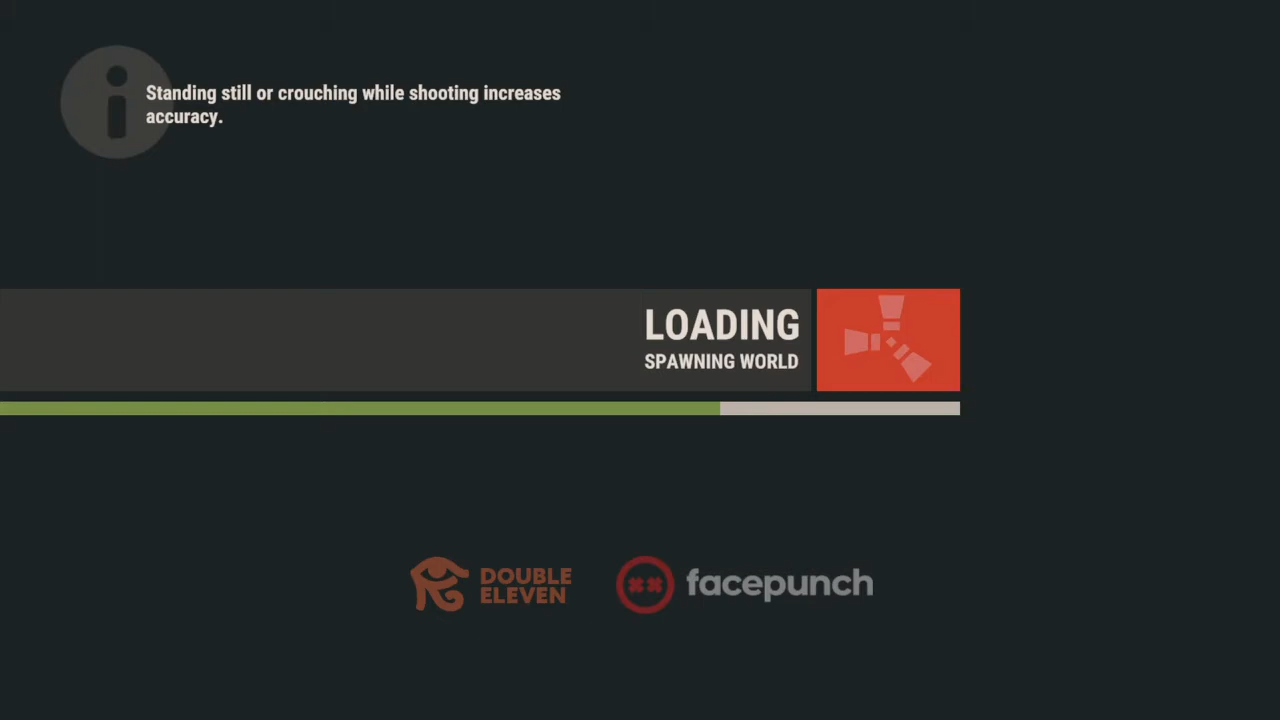 Standing still or crouching while shooting increases
accuracy.
LOADING
SPAWNING WORLD
DOUBLE
ELEVEN
facepunch